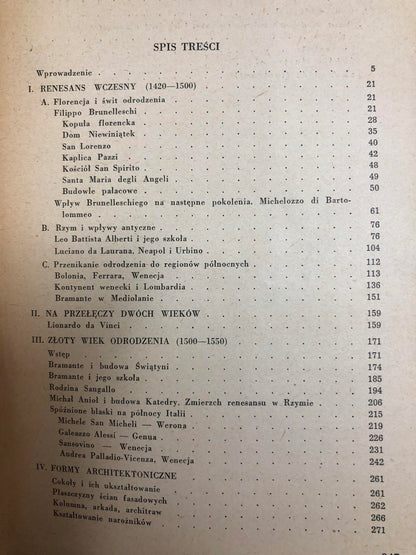 SPIS TREŚCI
Wprowadzenie 5
I. RENESANS WCZESNY (1420—1500) 21
A. Florencja i świt odrodzenia 21
Filippo Brunelleschi 21
Kopuła florencka 28
Dom Niewiniątek 35
San Lorenzo 40
Kaplica Pazzi 42
Kościół San Spirito 48
Santa Maria degli Angeli 49
Budowle pałacowe 50
Wpływ Brunelleschiego na następne pokolenia. Michelozzo di Barto-
lommeo 61
B. Rzym i wpływy antyczne 76
Leo Battista Alberti i jego szkoła 76
Luciano da Laurana, Neapol i Urbino 104
C. Przenikanie odrodzenia do regionów północnych 112
Bolonia, Ferrara, Wenecja 113
Kontynent wenecki i Lombardia 136
Bramante w Mediolanie 151
II. NA PRZEŁĘCZY DWÓCH WIEKÓW 159
Lionardo da Vinci 159
III. ZŁOTY WIEK ODRODZENIA (1500—1550) 171
Wstęp 171
Bramante i budowa Świątyni 174
Bramante i jego szkoła 185
Rodzina Sangallo 194
Michał Anioł i budowa Katedry. Zmierzch renesansu w Rzymie 206
Spóźnione blaski na północy Italii 215
Michele San Micheli — Werona 219
Galeazzo Alessi — Genua 226
Sansovino — Wenecja 231
Andrea Palladio-Vicenza, Wenecja 242
IV. FORMY ARCHITEKTONICZNE 261
Cokoły i ich ukształtowanie 261
Płaszczyzny ścian fasadowych 262
Kolumna, arkada, architraw 266
Kształtowanie narożników 271